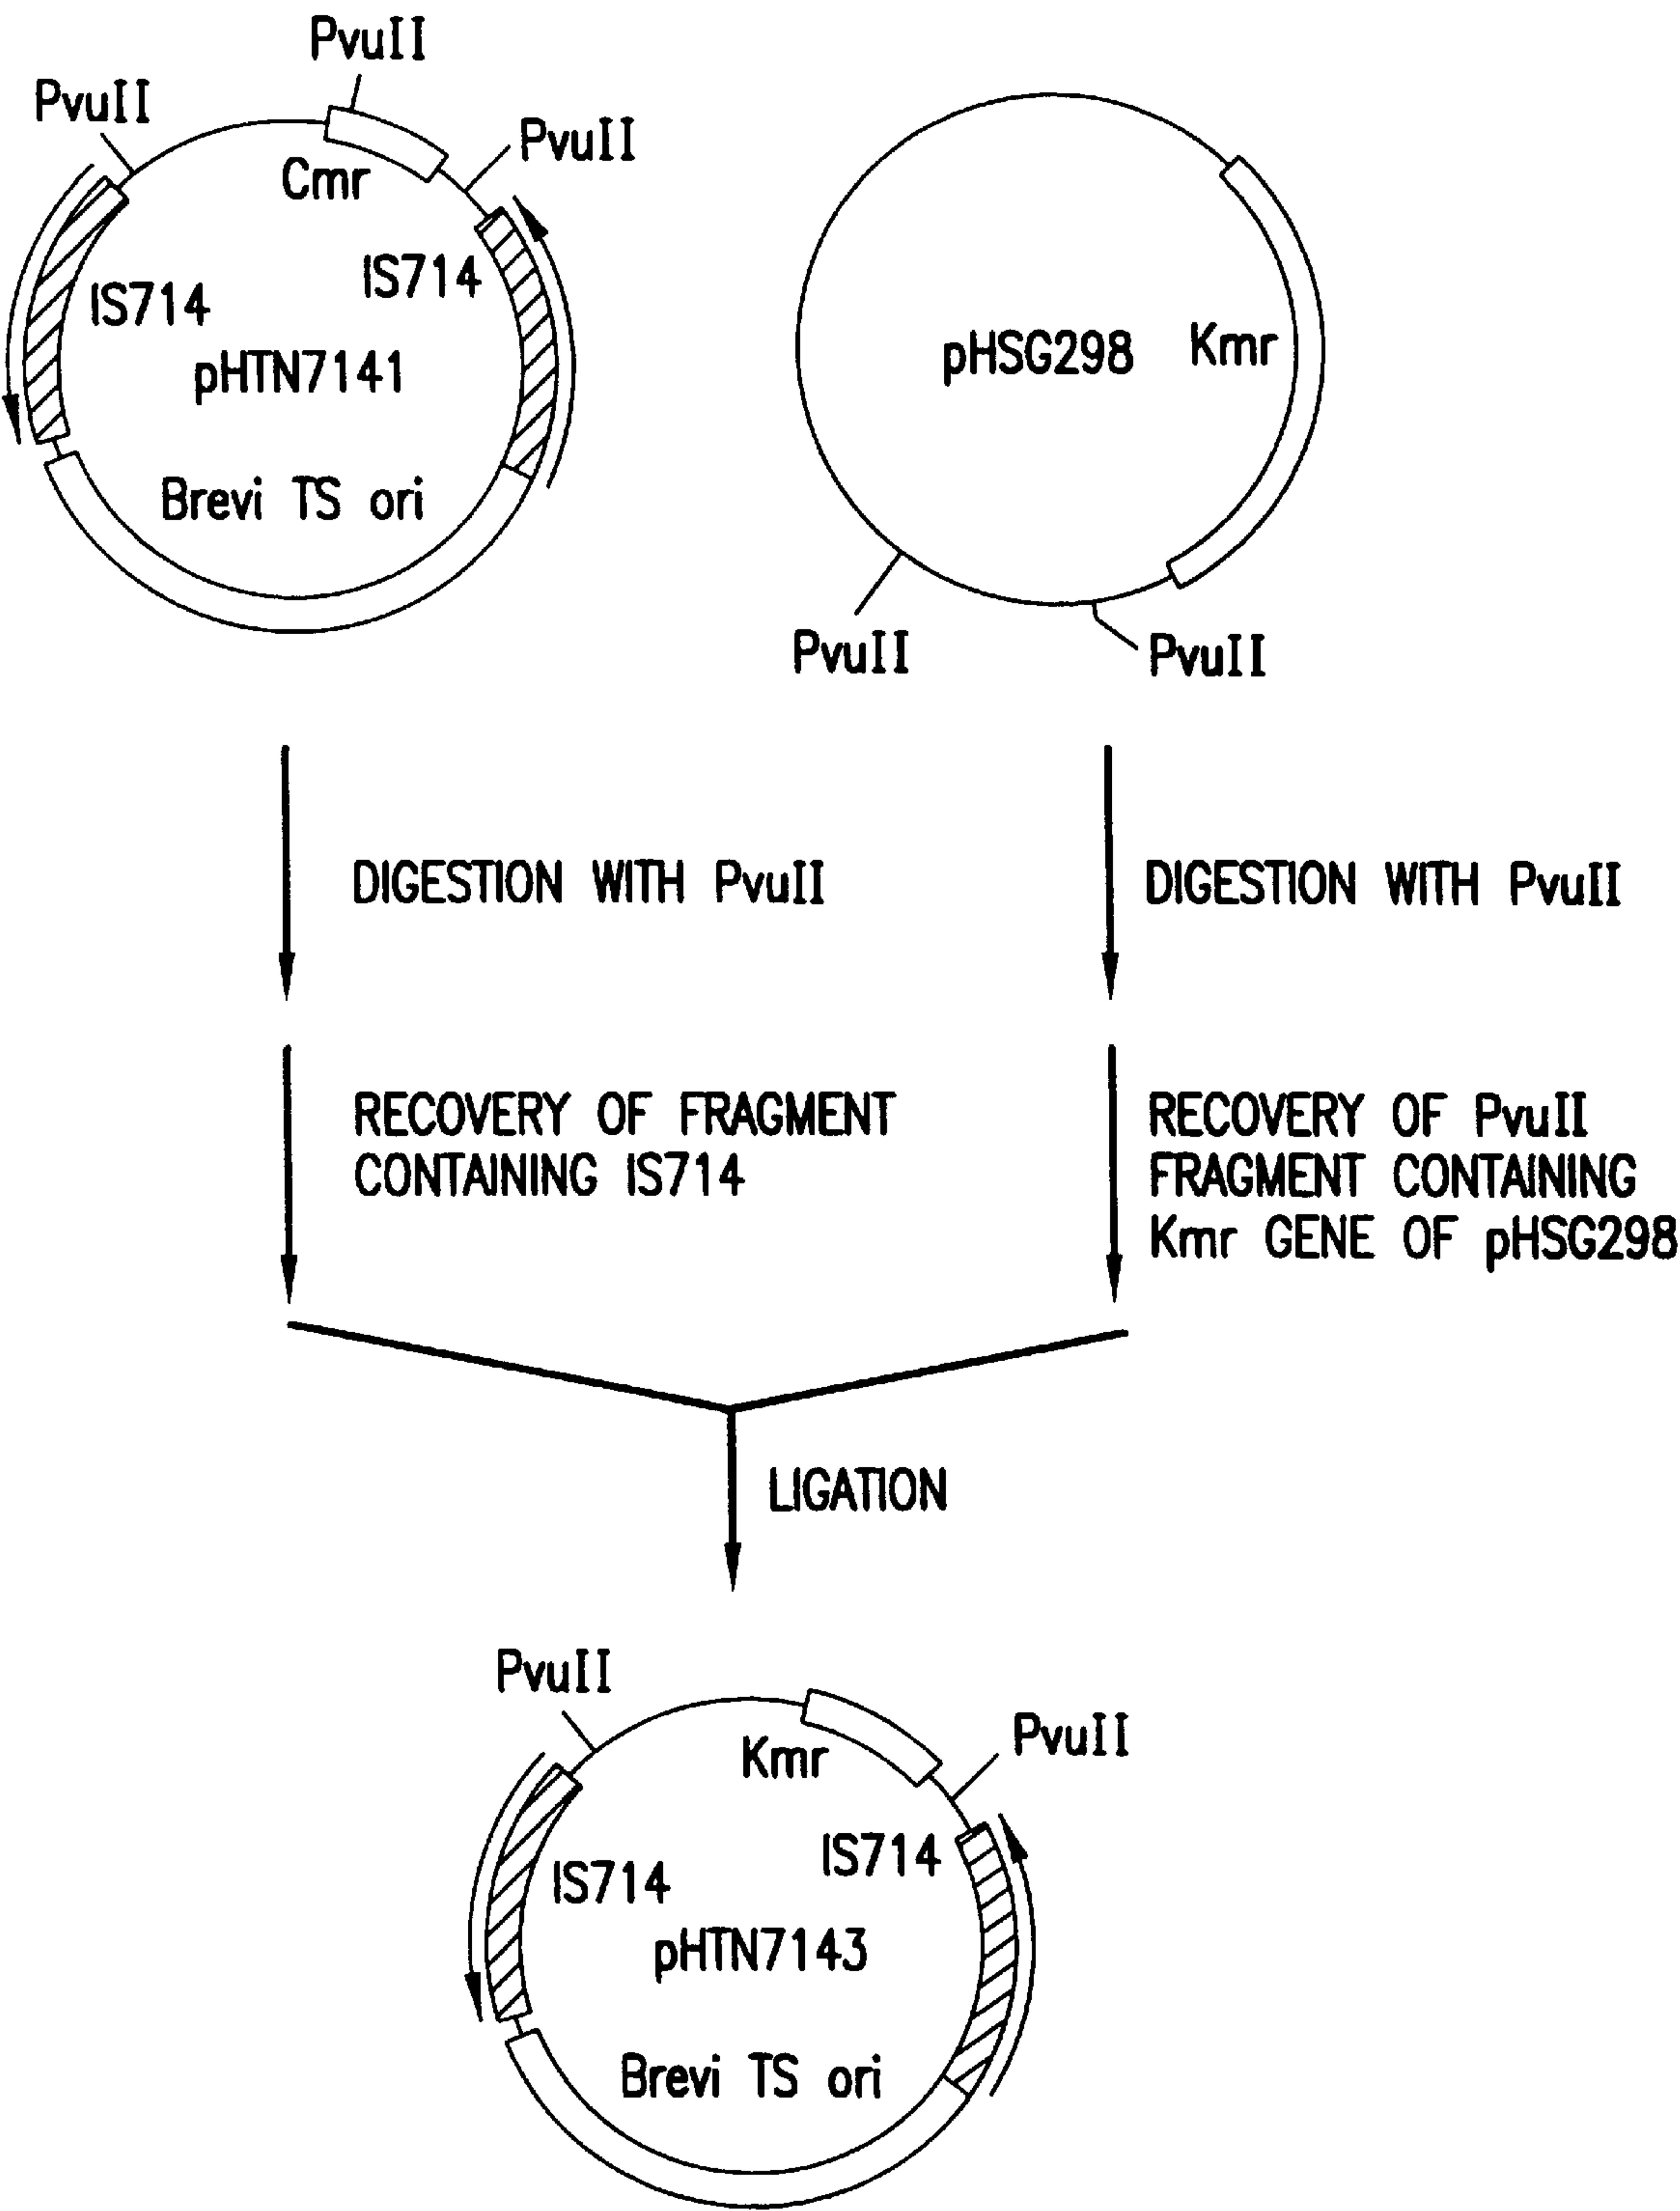 PvuII
PvuII
PvuII
Cmr
IS714
IS714
pHTN7141
Brevi TS ori
pHSG298
Kmr
PvuII
PvuII
DIGESTION WITH PvuII
DIGESTION WITH PvuII
RECOVERY OF FRAGMENT
CONTAINING IS714
RECOVERY OF PvuII
FRAGMENT CONTAINING
Kmr GENE OF pHSG298
LIGATION
PvuII
PvuII
Kmr
IS714
IS714
pHTN7143
Brevi TS ori